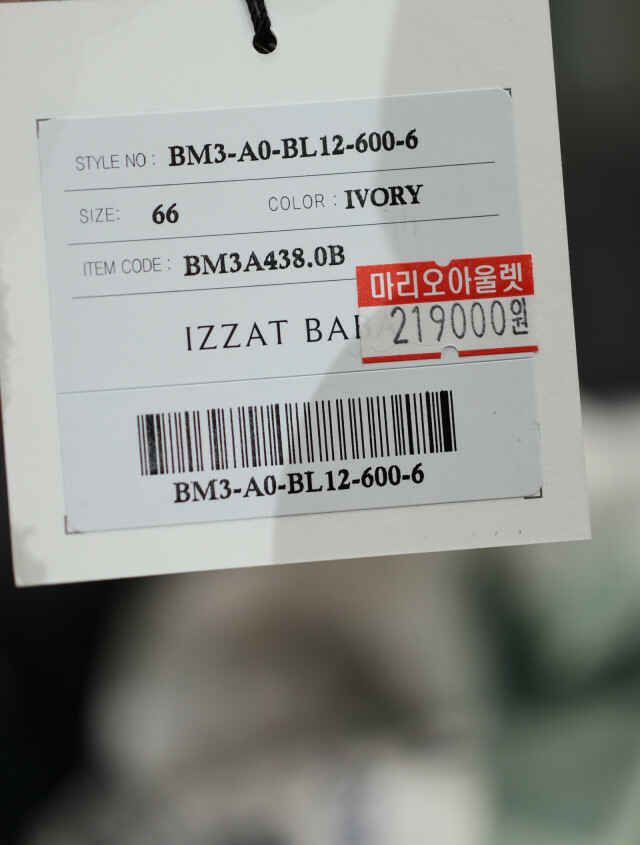 STYLE NO : BM3-A0-BL12-600-6
SIZE: 66 COLOR : IVORY
ITEM CODE : BM3A438.0B
마리오아울렛
219000원
IZZAT
BM3-A0-BL12-600-6